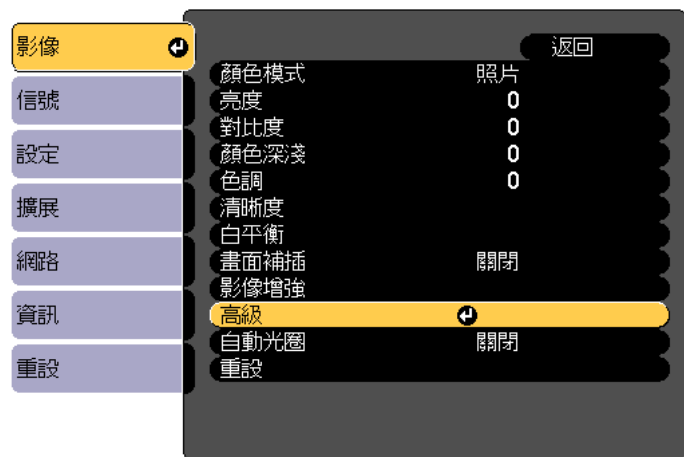 影像
信號
設定
擴展
網路
資訊
重設
返回
顏色模式 照片
亮度 0
對比度 0
顏色深淺 0
色調 0
清晰度
白平衡
畫面補插 關閉
影像增強
高級
自動光圈 關閉
重設